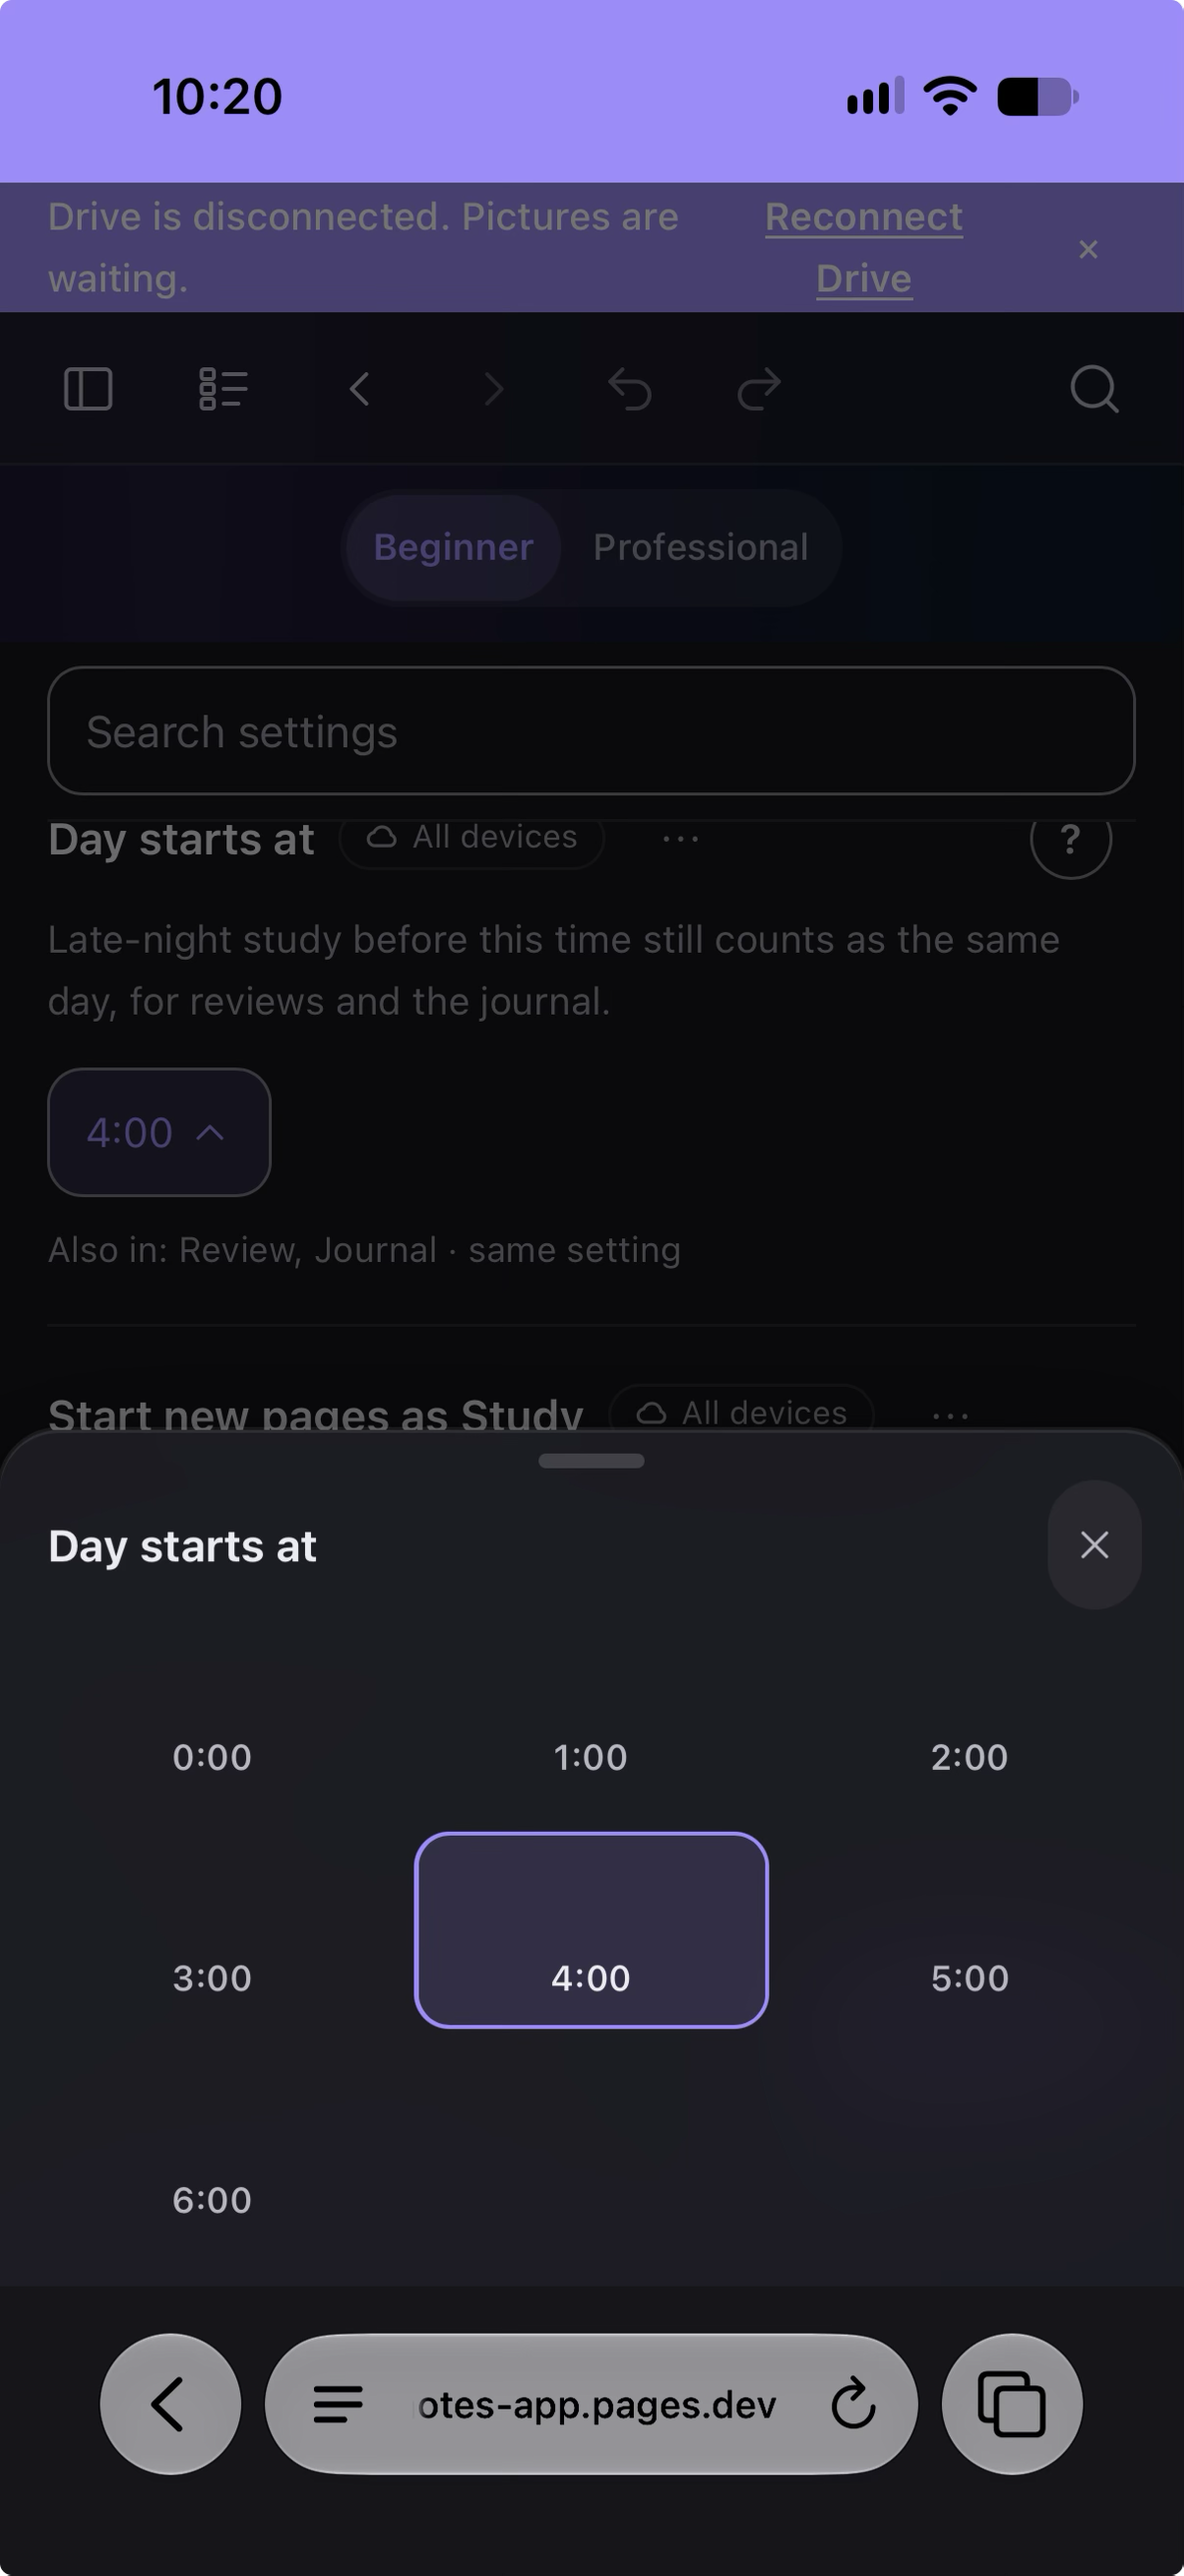 10:20
Drive is disconnected. Pictures are
waiting.
Reconnect
Drive
×
Beginner
Professional
Search settings
Day starts at
All devices
...
?
Late-night study before this time still counts as the same
day, for reviews and the journal.
4:00
Also in: Review, Journal · same setting
Start new pages as Study
All devices
...
Day starts at
0:00 1:00 2:00
3:00 4:00 5:00
6:00
otes-app.pages.dev